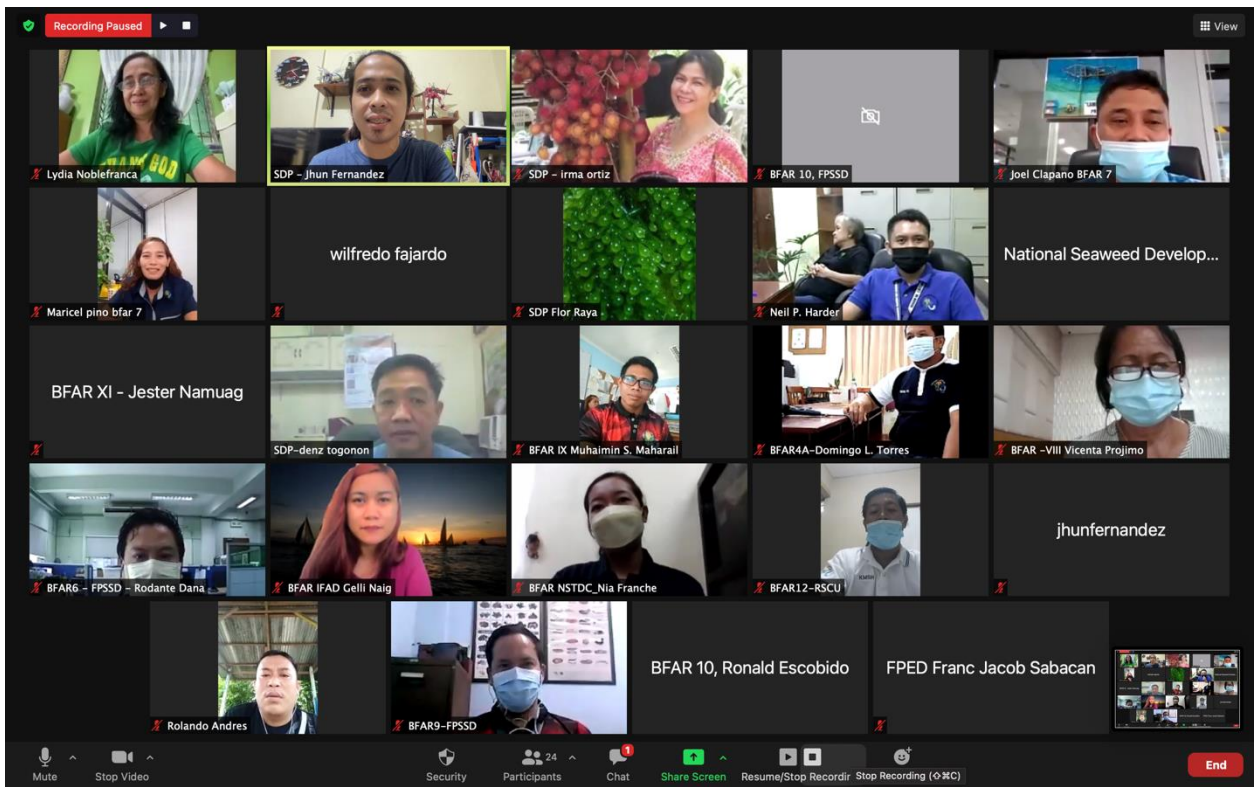 Recording Paused
View
THANK GOD
Lydia Noblefranca
SDP - Jhun Fernandez
SDP - irma ortiz
BFAR 10, FPSSD
Joel Clapano BFAR 7
Maricel pino bfar 7
wilfredo fajardo
SDP Flor Raya
Neil P. Harder
National Seaweed Develop...
BFAR XI - Jester Namuag
SDP-denz togonon
BFAR IX Muhaimin S. Maharail
BFAR4A-Domingo L. Torres
BFAR -VIII Vicenta Projimo
BFAR6 - FPSSD - Rodante Dana
BFAR IFAD Gelli Naig
BFAR NSTDC_Nia Franche
BFAR12-RSCU
jhunfernandez
Rolando Andres
BFAR9-FPSSD
BFAR 10, Ronald Escobido
FPED Franc Jacob Sabacan
Mute
Stop Video
Security
24
Participants
1
Chat
Share Screen
Resume/Stop Recordin
Stop Recording (⇧⌘C)
End